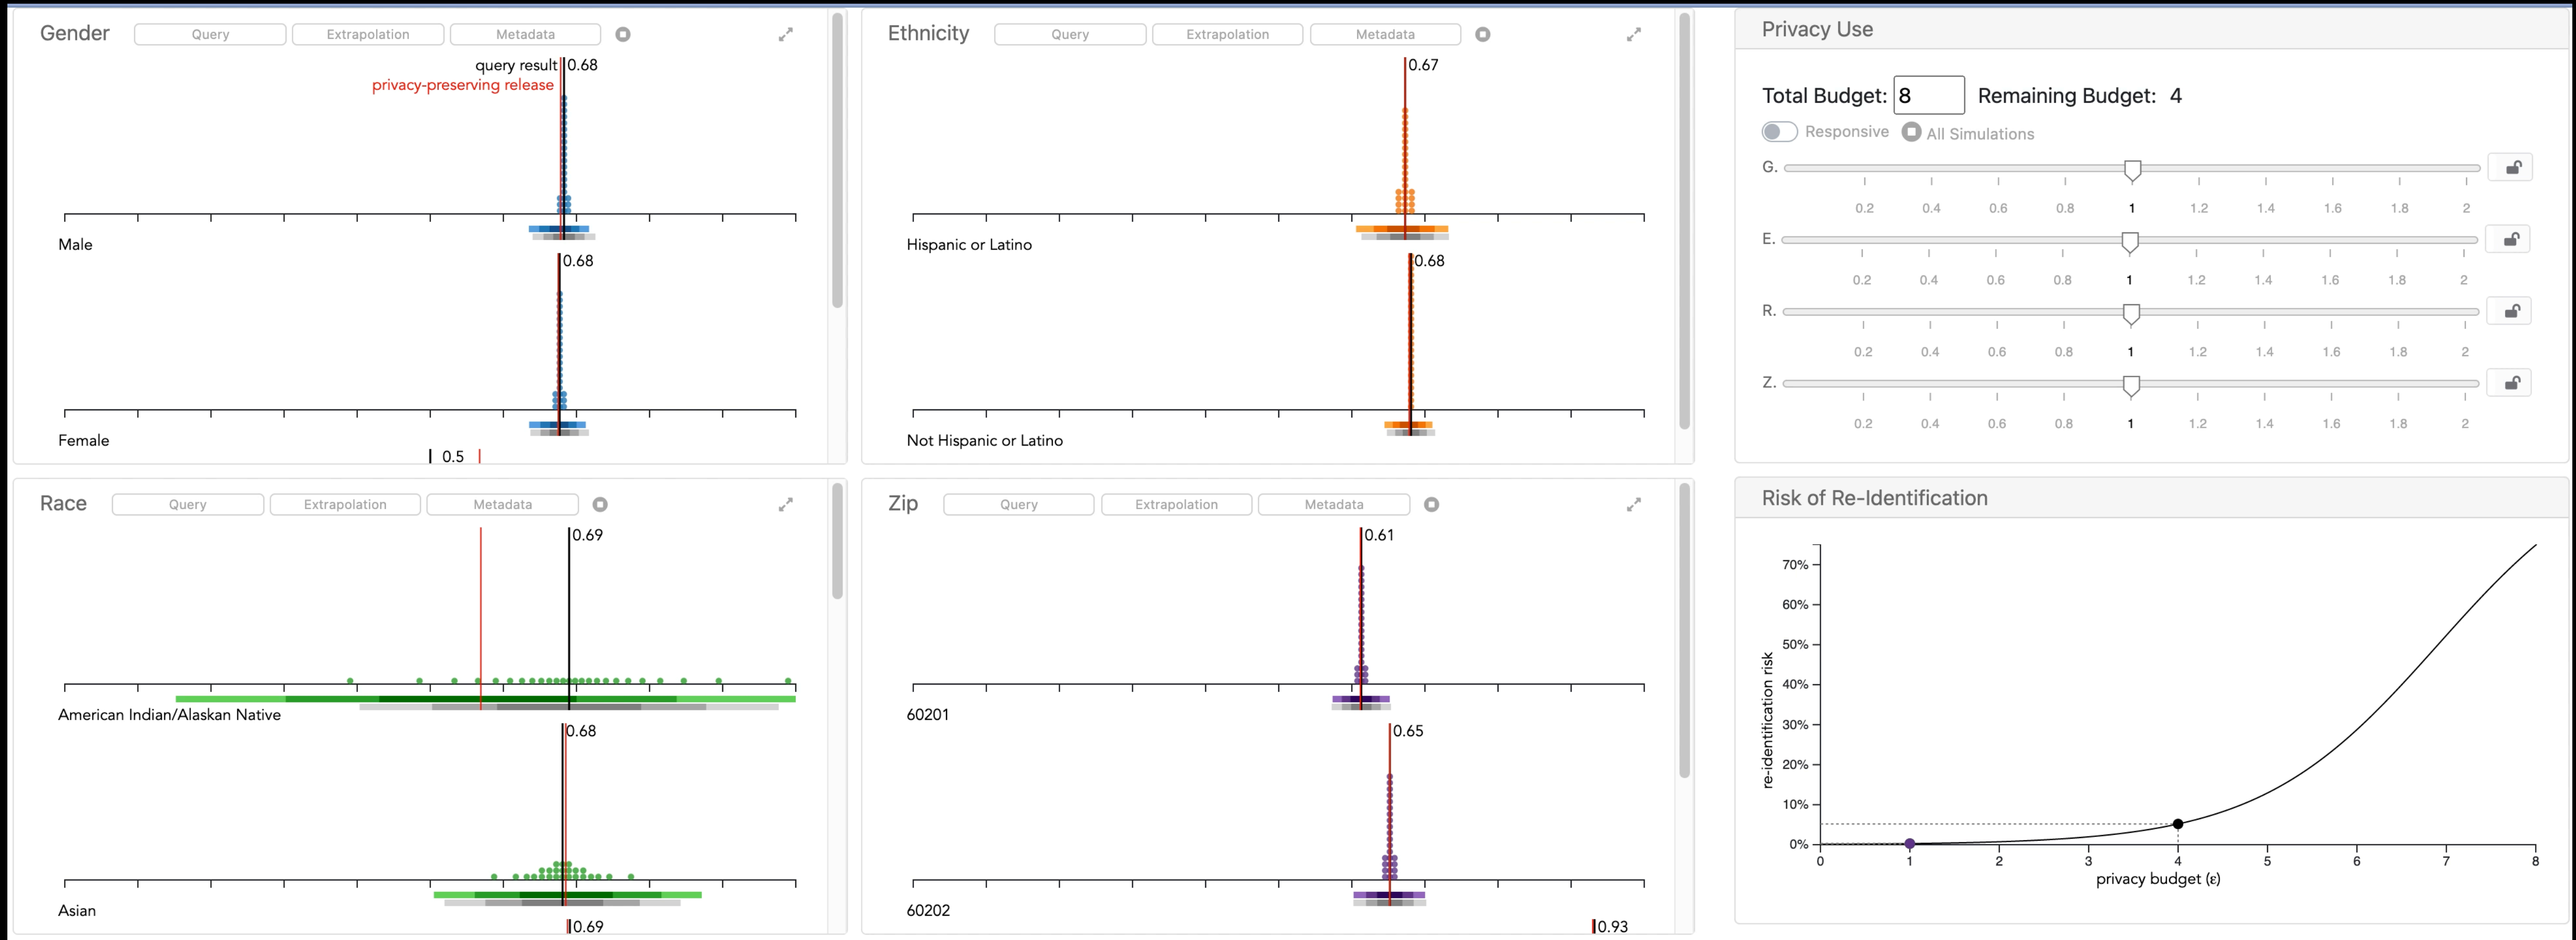 Gender Query Extrapolation Metadata
query result 0.68
privacy-preserving release
Male
0.68
Female
0.5
Ethnicity Query Extrapolation Metadata
0.67
Hispanic or Latino
0.68
Not Hispanic or Latino
Privacy Use
Total Budget: 8 Remaining Budget: 4
Responsive All Simulations
G.
0.2 0.4 0.6 0.8 1 1.2 1.4 1.6 1.8 2
E.
0.2 0.4 0.6 0.8 1 1.2 1.4 1.6 1.8 2
R.
0.2 0.4 0.6 0.8 1 1.2 1.4 1.6 1.8 2
Z.
0.2 0.4 0.6 0.8 1 1.2 1.4 1.6 1.8 2
Race Query Extrapolation Metadata
0.69
American Indian/Alaskan Native
0.68
Asian
0.69
Zip Query Extrapolation Metadata
0.61
60201
0.65
60202
0.93
Risk of Re-Identification
re-identification risk
70%
60%
50%
40%
30%
20%
10%
0%
0 1 2 3 4 5 6 7 8
privacy budget (ε)